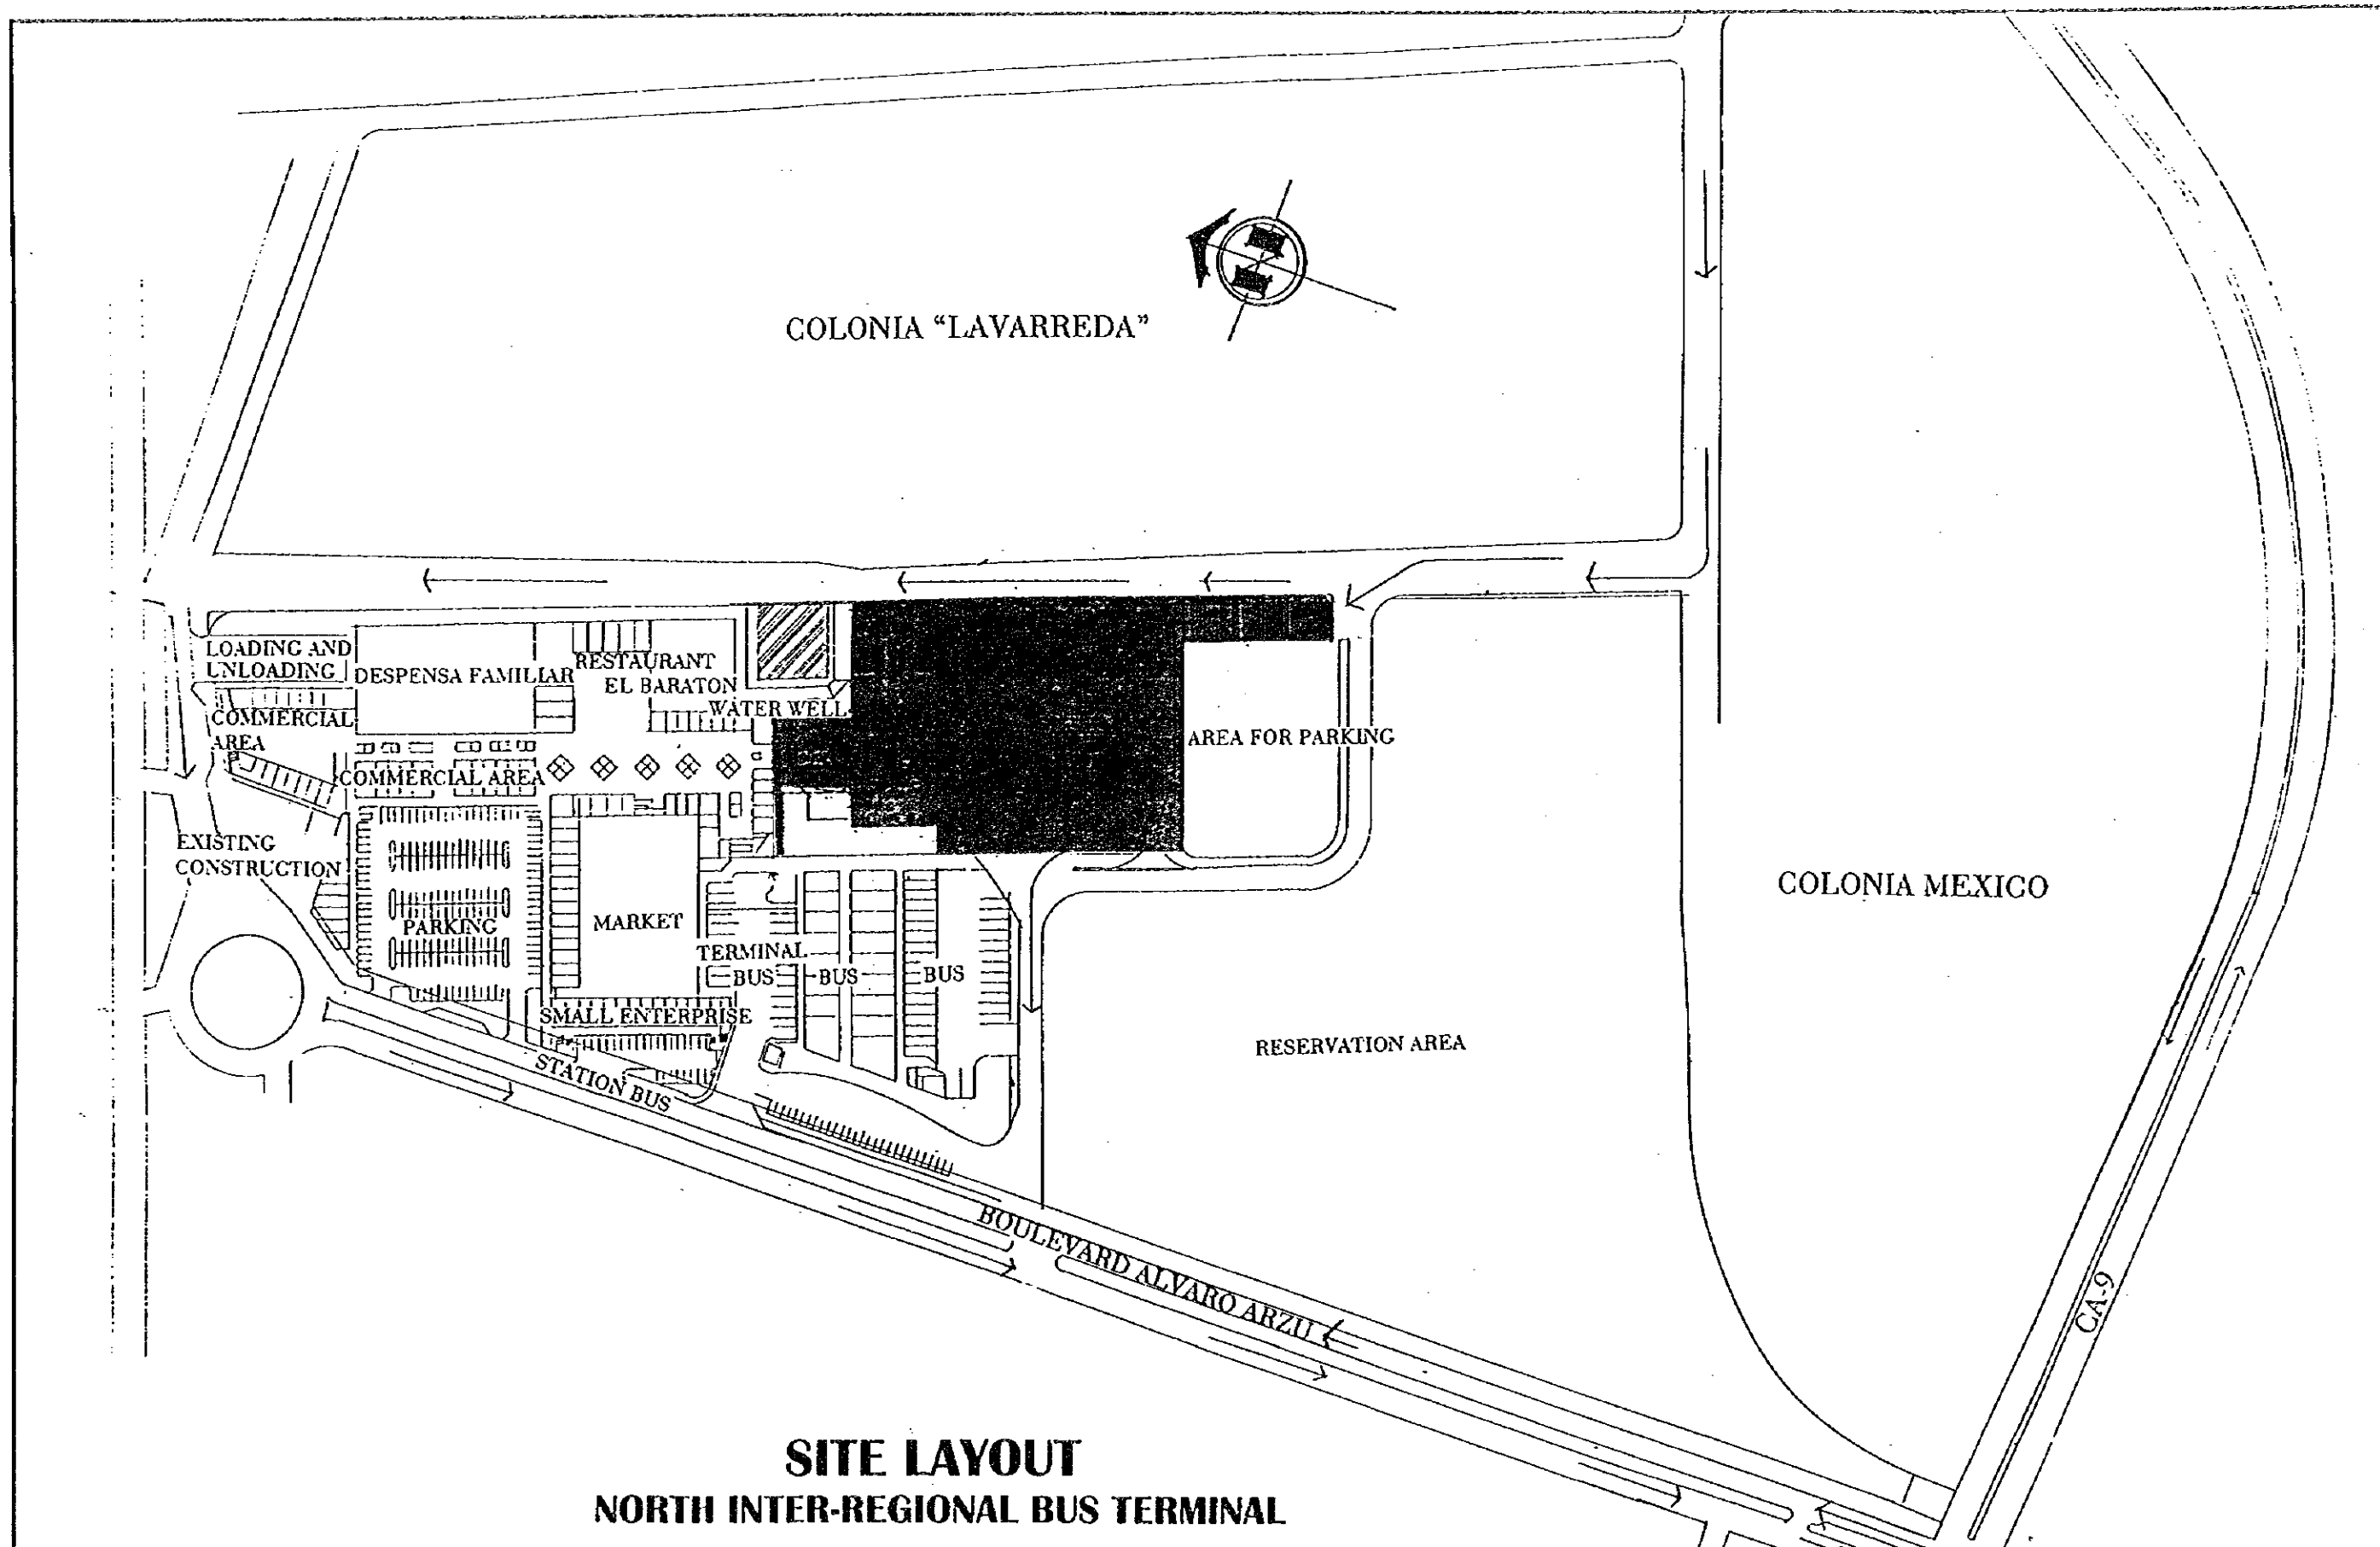 COLONIA “LAVARREDA”
LOADING AND
UNLOADING
DESPENSA FAMILIAR
RESTAURANT
EL BARATON
WATER WELL
COMMERCIAL
AREA
COMMERCIAL AREA
AREA FOR PARKING
EXISTING
CONSTRUCTION
PARKING
MARKET
TERMINAL
BUS
BUS
BUS
COLONIA MEXICO
SMALL ENTERPRISE
STATION BUS
RESERVATION AREA
BOULEVARD ALVARO ARZU
CA-9
SITE LAYOUT
NORTH INTER-REGIONAL BUS TERMINAL